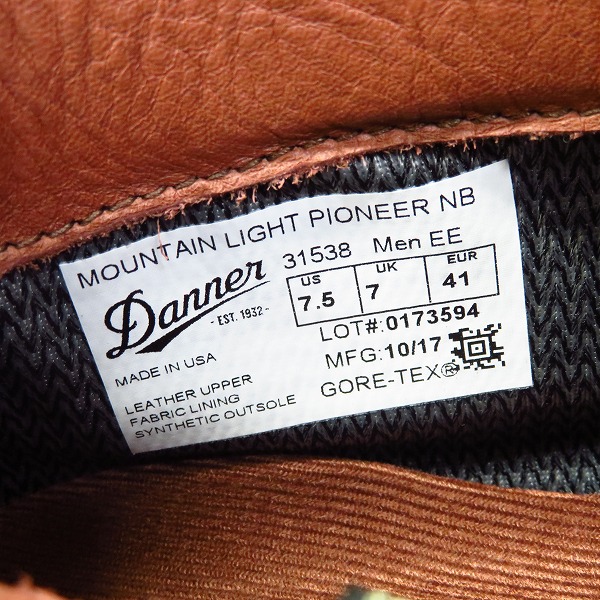 MOUNTAIN LIGHT PIONEER NB
Danner
- EST. 1932 -
31538 Men EE
US UK EUR
7.5 7 41
LOT#:0173594
MFG:10/17
GORE-TEX®
MADE IN USA
LEATHER UPPER
FABRIC LINING
SYNTHETIC OUTSOLE